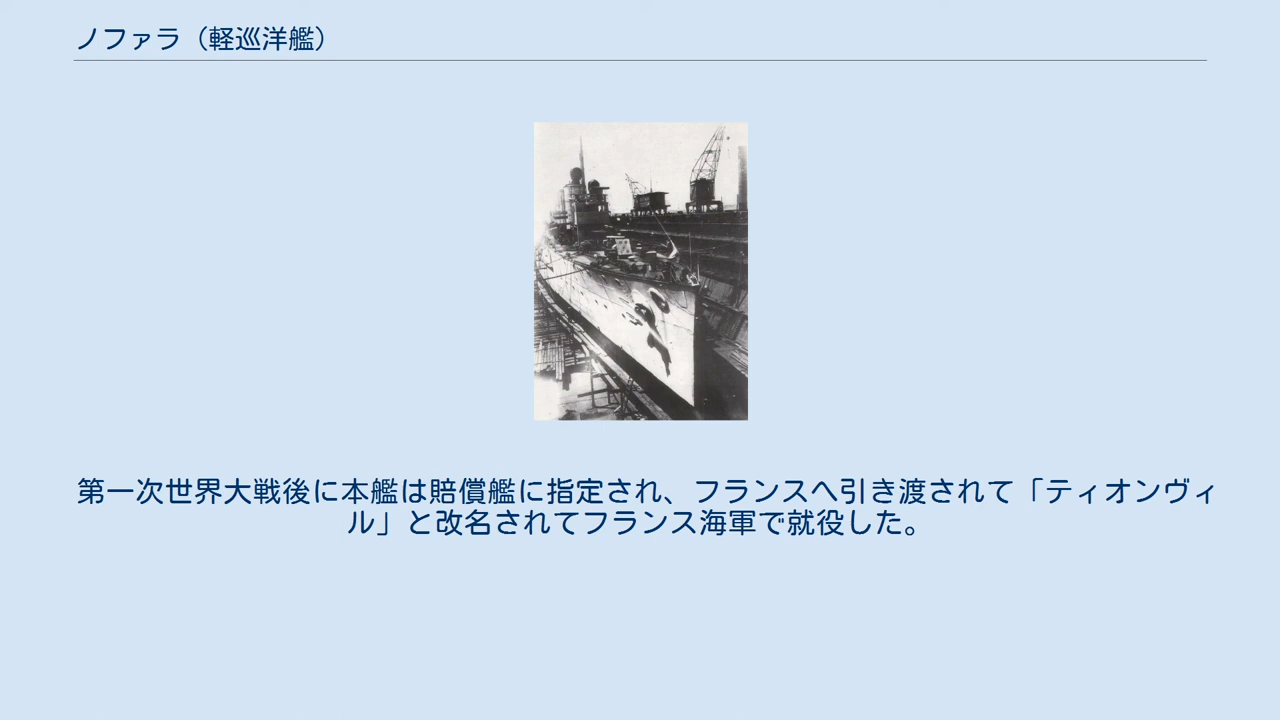 ノファラ（軽巡洋艦）
第一次世界大戦後に本艦は賠償艦に指定され、フランスへ引き渡されて「ティオンヴィ
ル」と改名されてフランス海軍で就役した。